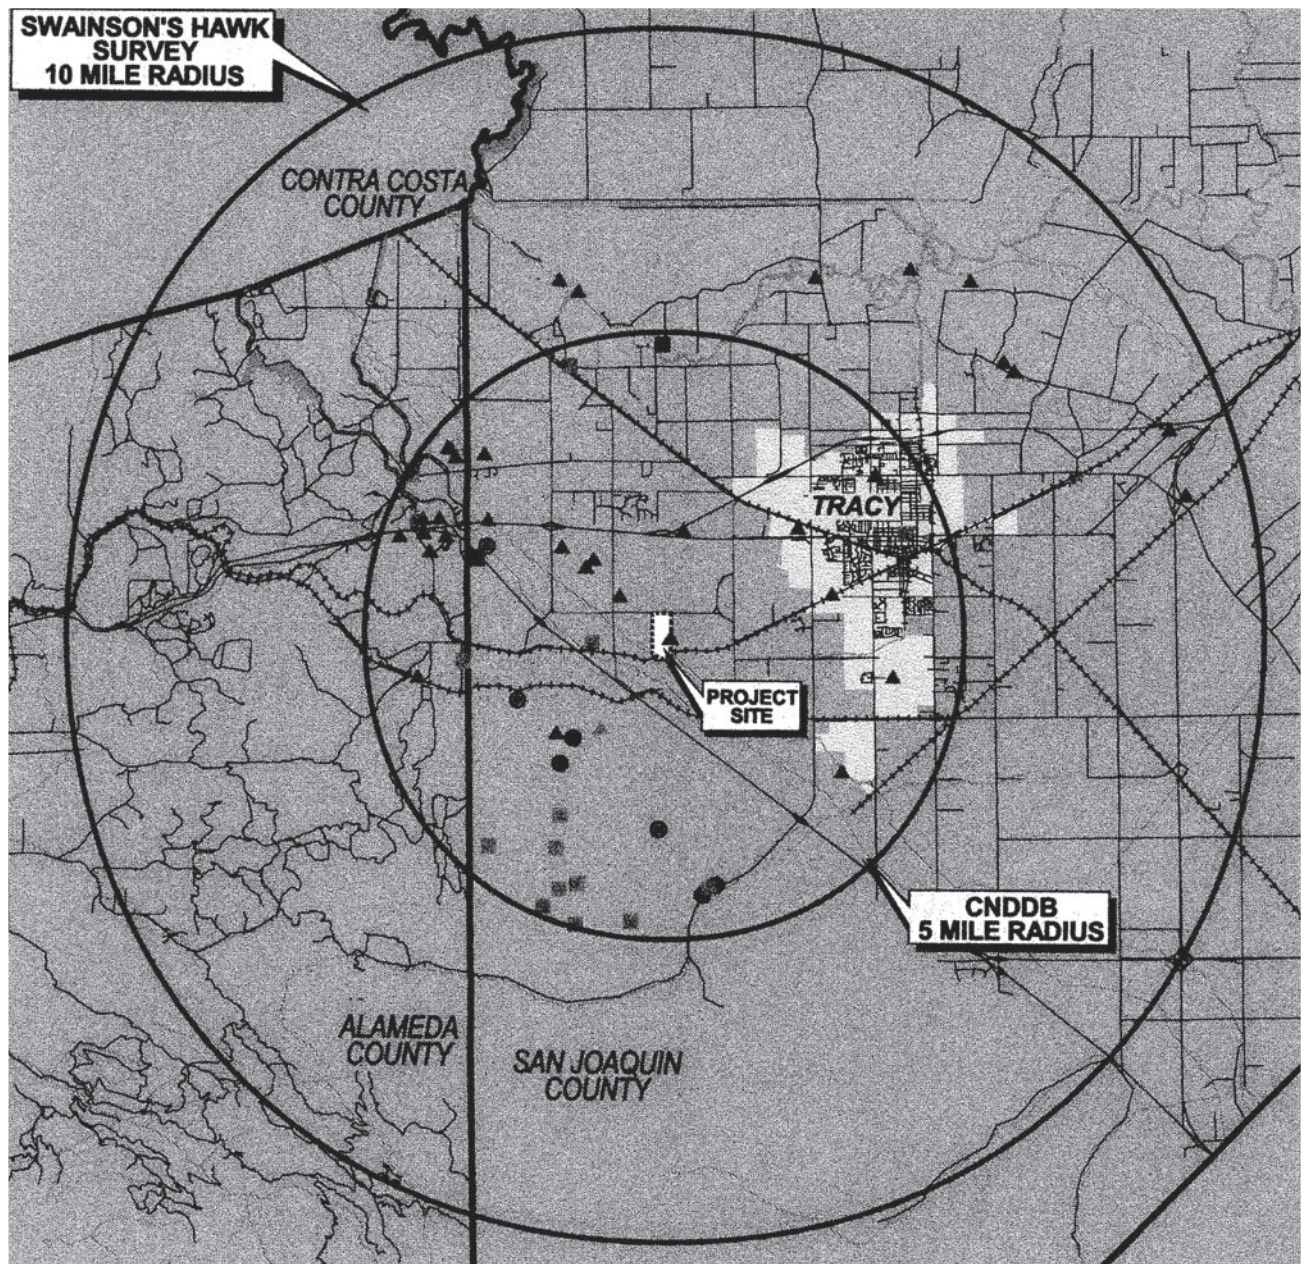 SWAINSON'S HAWK
SURVEY
10 MILE RADIUS
CONTRA COSTA
COUNTY
TRACY
PROJECT
SITE
CNDDB
5 MILE RADIUS
ALAMEDA
COUNTY
SAN JOAQUIN
COUNTY